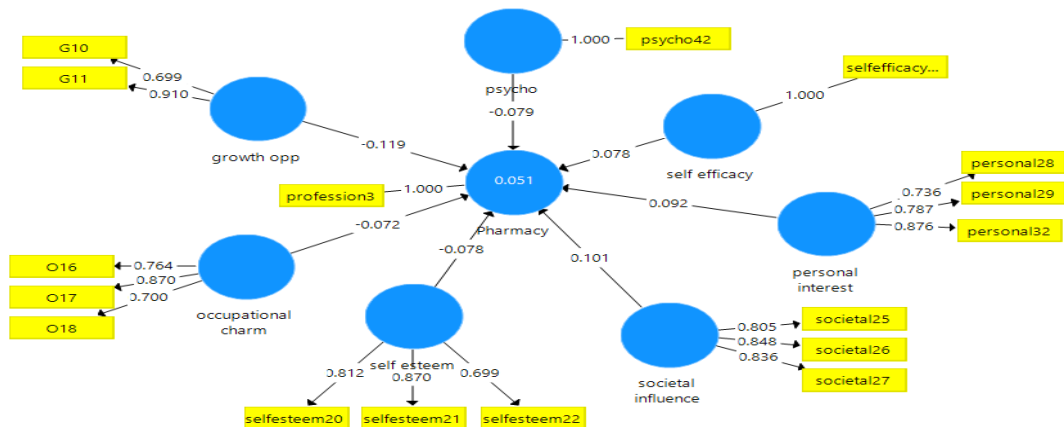 G10
G11
0.699
0.910
growth opp
-0.119
psycho42
1.000
psycho
-0.079
selfefficacy...
1.000
self efficacy
0.078
personal28
personal29
personal32
0.736
0.787
0.876
personal
interest
0.092
profession3
1.000
0.051
Pharmacy
-0.072
-0.078
0.101
O16
O17
O18
0.764
0.870
0.700
occupational
charm
self esteem
0.812
0.870
0.699
selfesteem20
selfesteem21
selfesteem22
societal25
societal26
societal27
0.805
0.848
0.836
societal
influence